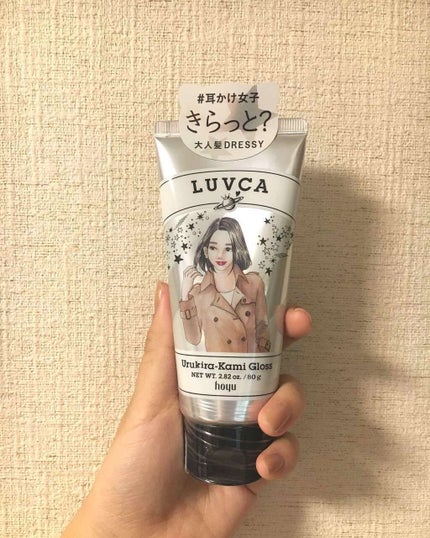 #耳かけ女子
きらっと?
大人髪DRESSY
LUVCA
Urukira-Kami Gloss
NET WT. 2.82 oz. / 80 g
hoyu